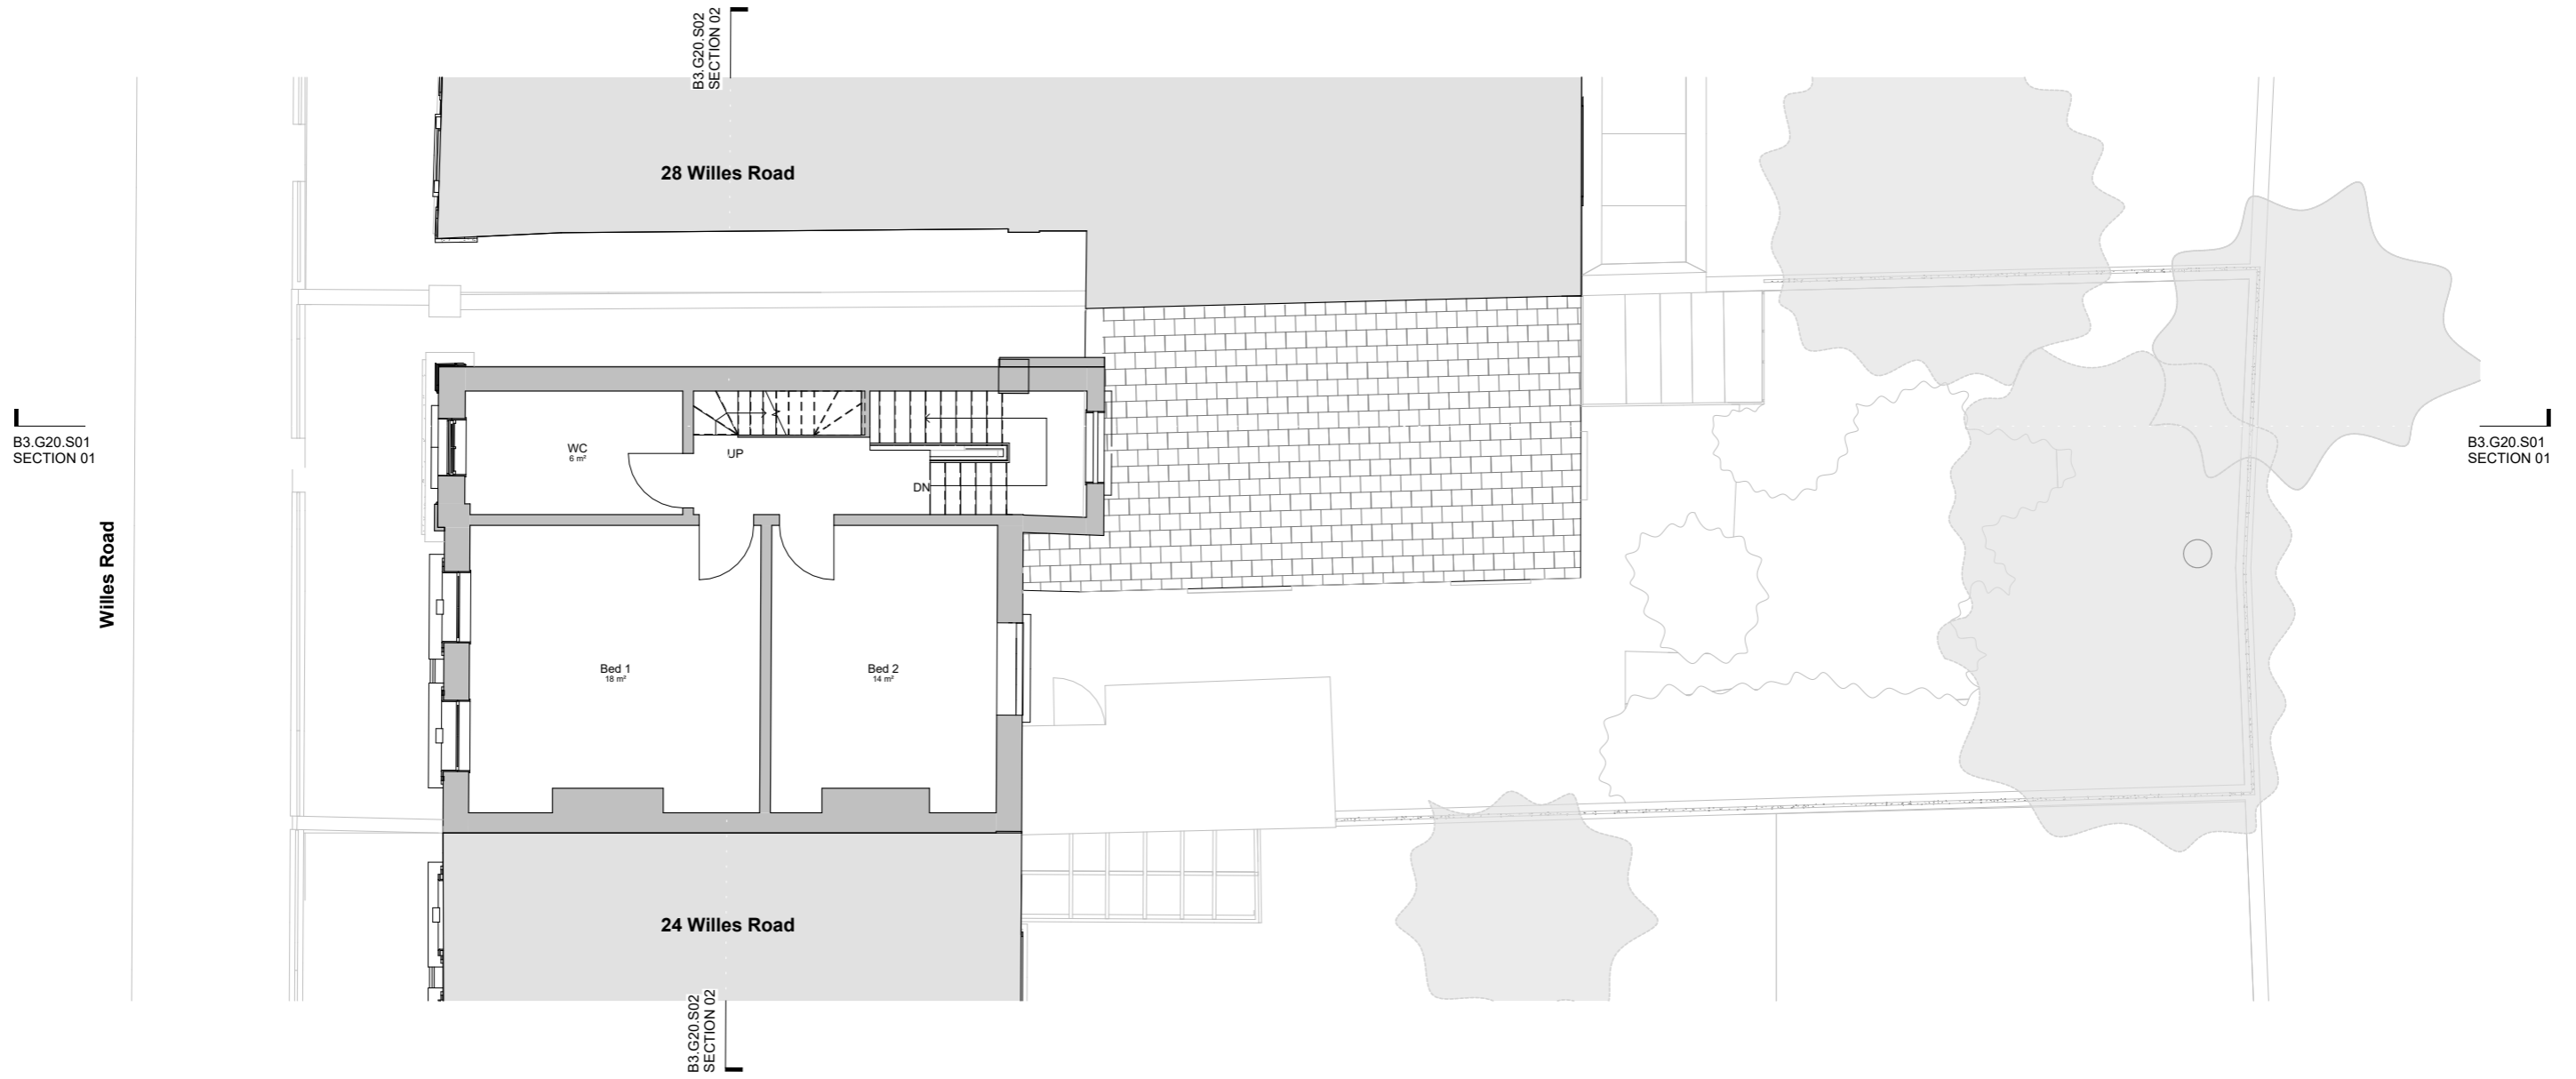 B3.G20.S02
SECTION 02
28 Willes Road
B3.G20.S01
SECTION 01
B3.G20.S01
SECTION 01
WC
6 m²
UP
DN
Willes Road
Bed 1
18 m²
Bed 2
14 m²
24 Willes Road
B3.G20.S02
SECTION 02